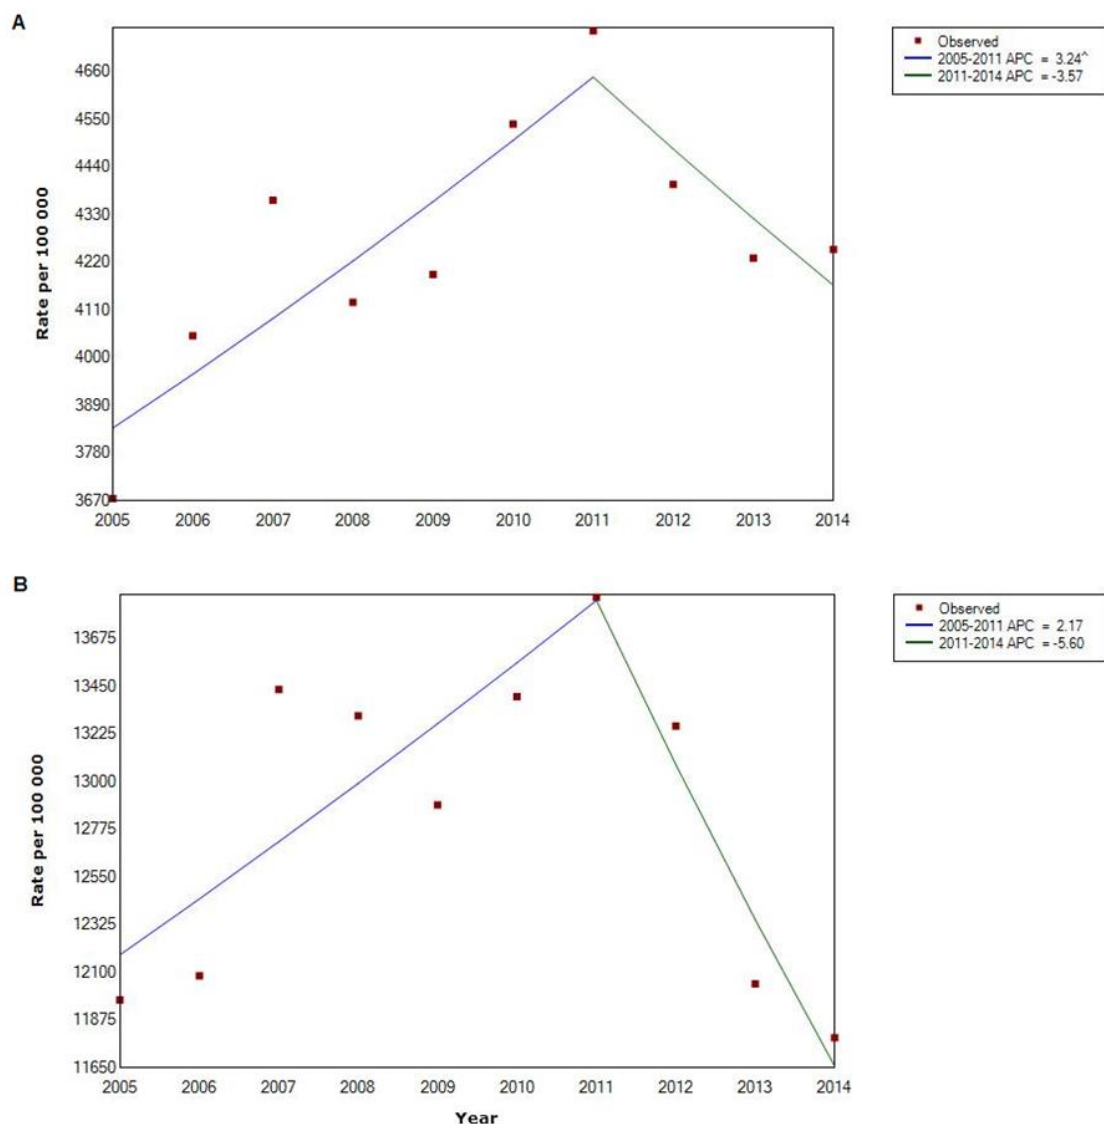 A
Rate per 100 000
4660
4550
4440
4330
4220
4110
4000
3890
3780
3670
2005 2006 2007 2008 2009 2010 2011 2012 2013 2014
Observed
2005-2011 APC = 3.24^
2011-2014 APC = -3.57
B
Rate per 100 000
13675
13450
13225
13000
12775
12550
12325
12100
11875
11650
2005 2006 2007 2008 2009 2010 2011 2012 2013 2014
Year
Observed
2005-2011 APC = 2.17
2011-2014 APC = -5.60